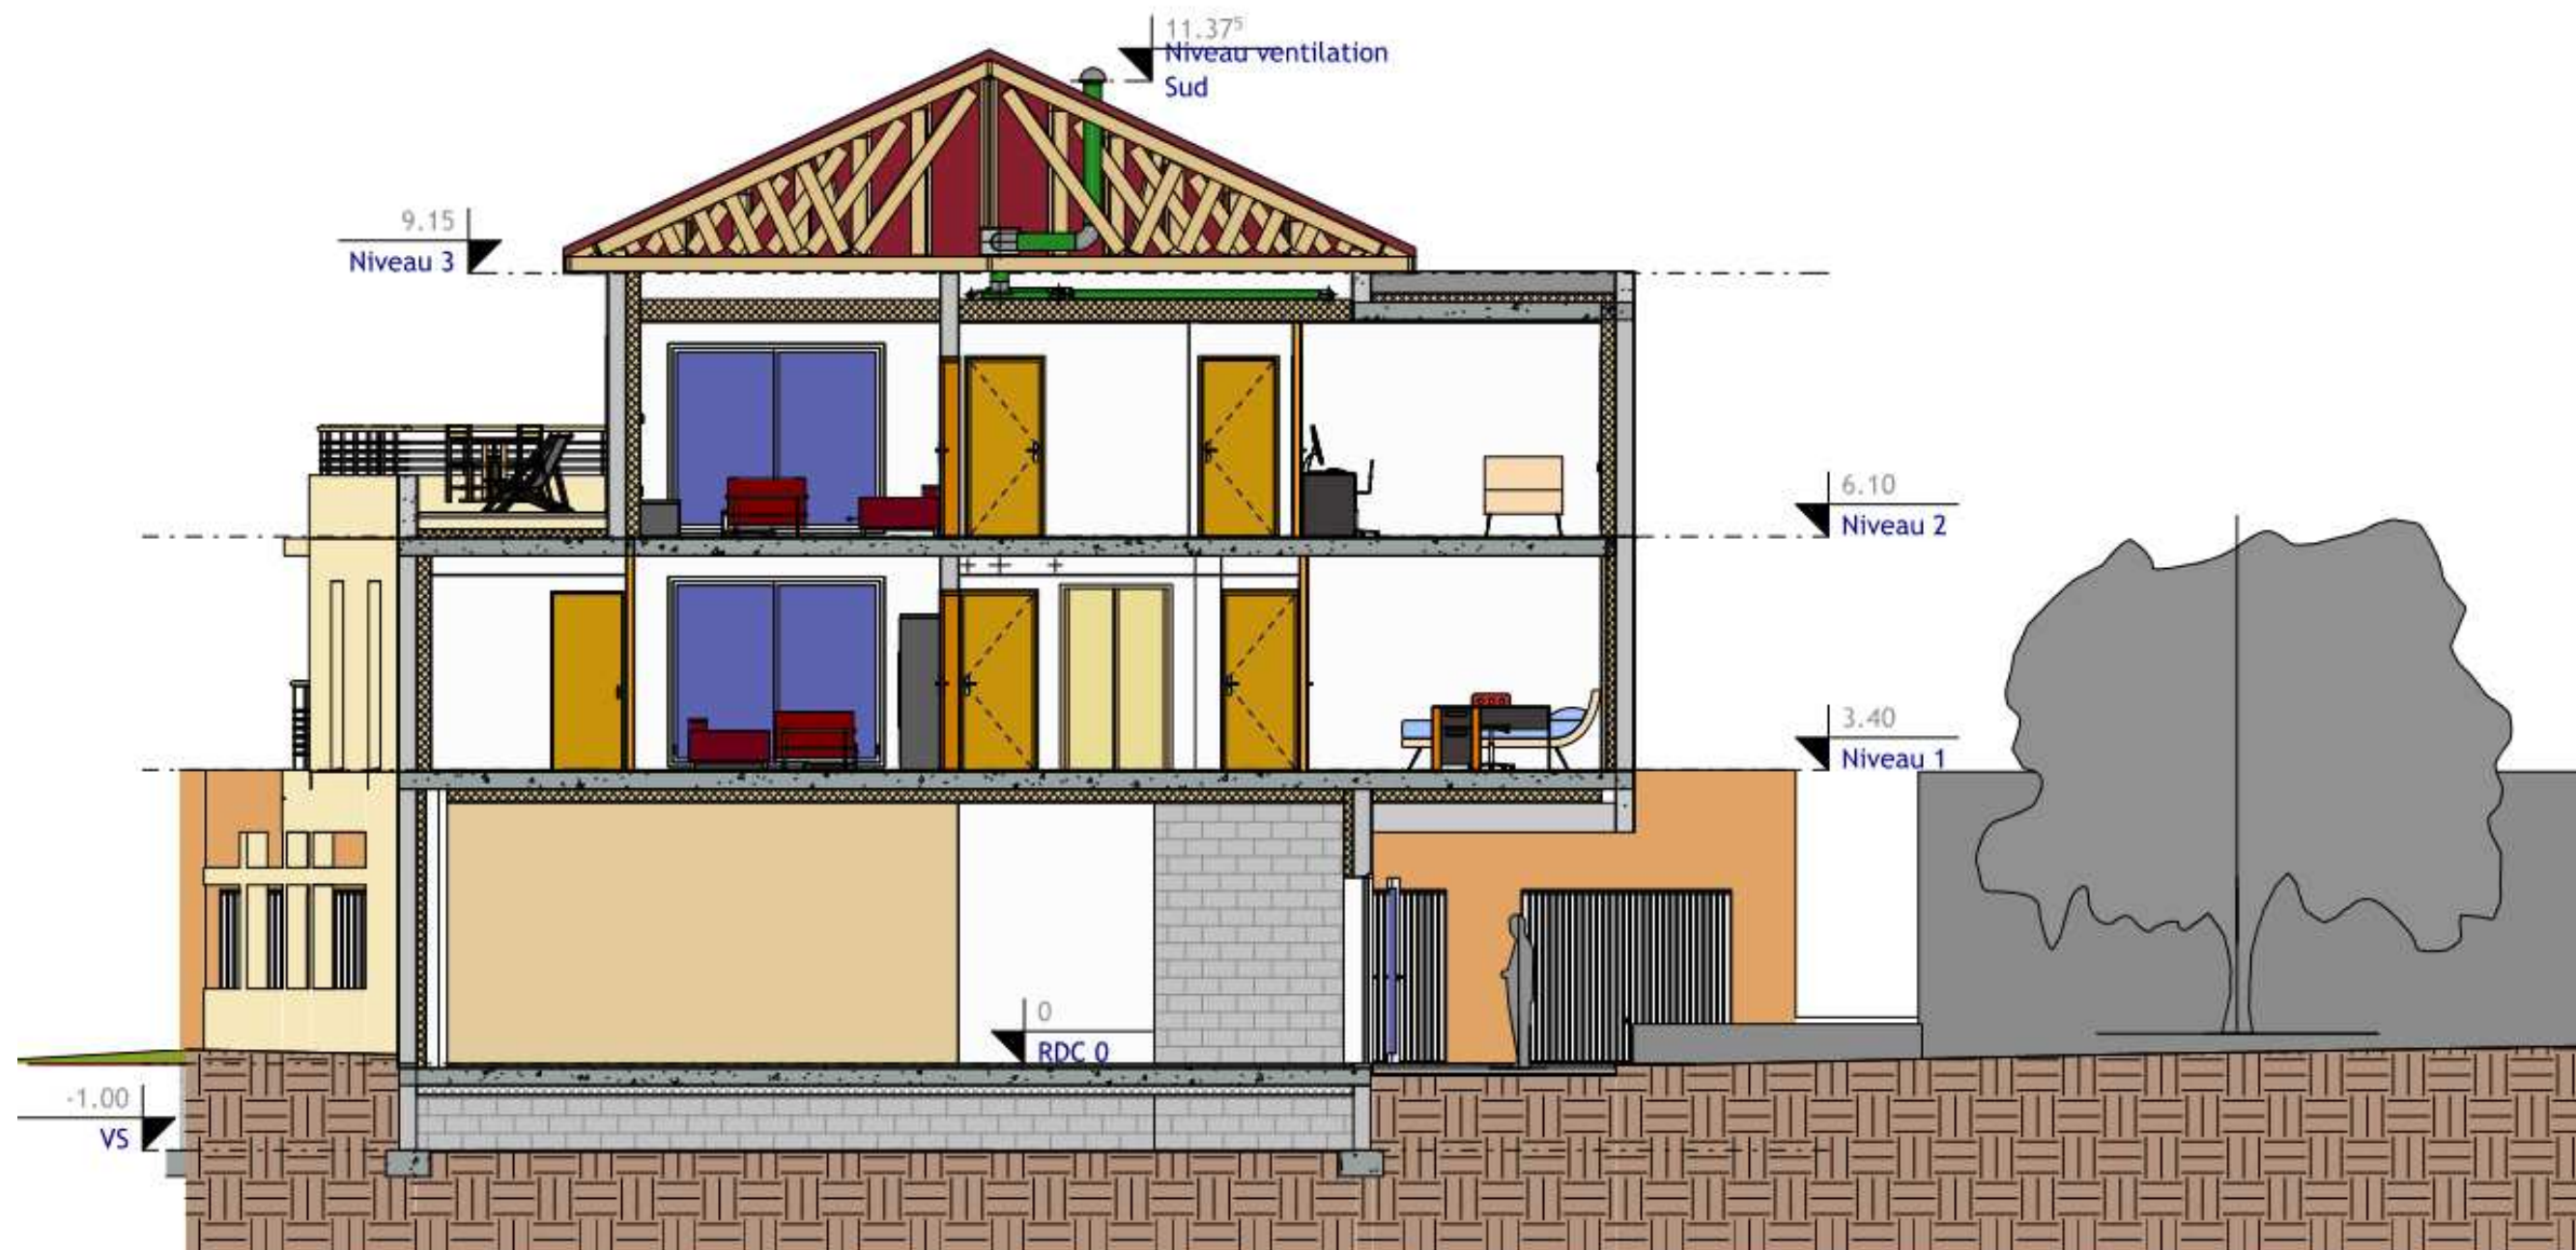 11.37⁵
Niveau ventilation
Sud
9.15
Niveau 3
6.10
Niveau 2
3.40
Niveau 1
0
RDC 0
-1.00
VS